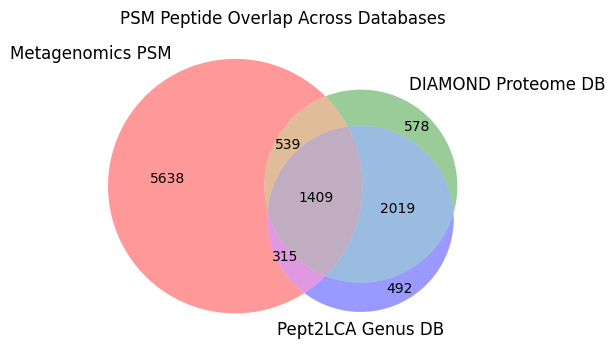 PSM Peptide Overlap Across Databases
Metagenomics PSM
DIAMOND Proteome DB
578
539
5638
1409
2019
315
492
Pept2LCA Genus DB